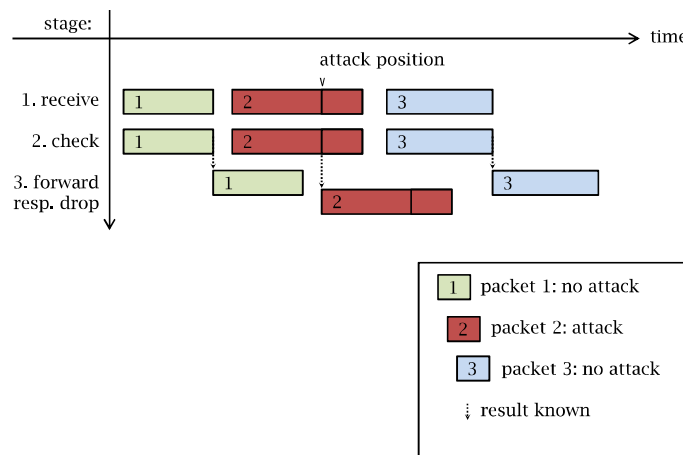 stage:
time
attack position
1. receive
1
2
3
2. check
1
2
3
3. forward
resp. drop
1
2
3
1 packet 1: no attack
2 packet 2: attack
3 packet 3: no attack
result known